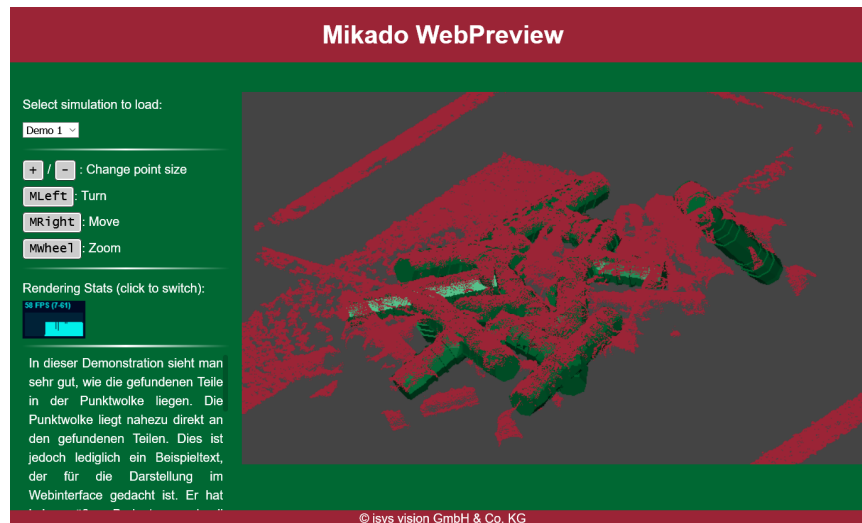 Mikado WebPreview
Select simulation to load:
Demo 1
+ / - : Change point size
MLeft : Turn
MRight : Move
MWheel : Zoom
Rendering Stats (click to switch):
58 FPS (7-61)
In dieser Demonstration sieht man
sehr gut, wie die gefundenen Teile
in der Punktwolke liegen. Die
Punktwolke liegt nahezu direkt an
den gefundenen Teilen. Dies ist
jedoch lediglich ein Beispieltext,
der für die Darstellung im
Webinterface gedacht ist. Er hat
© isys vision GmbH & Co. KG